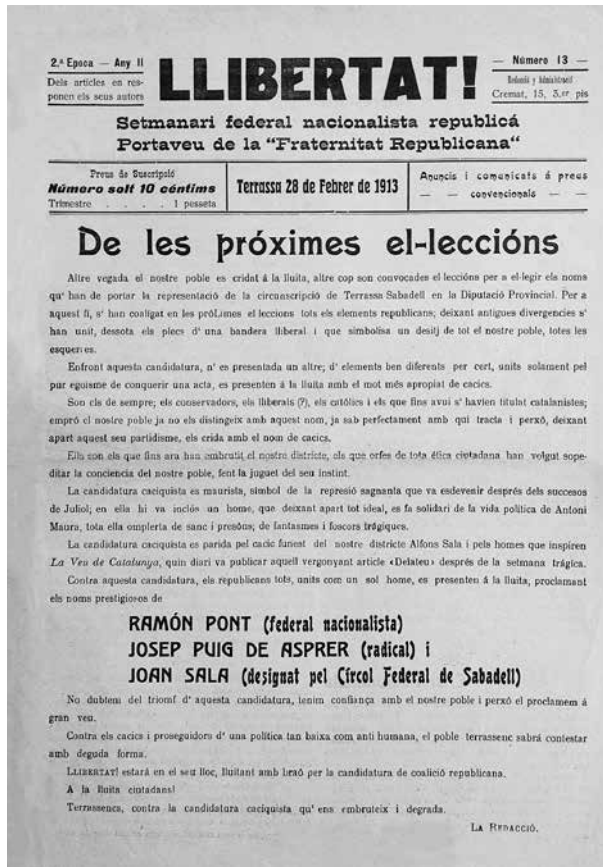 2.ª Epoca — Any II
Dels articles en res-
ponen els seus autors
LLIBERTAT!
— Número 13 —
Redacció y Administració
Cremat, 15, 3.er pis
Setmanari federal nacionalista republicá
Portaveu de la "Fraternitat Republicana"
Preus de Suscripció
Número solt 10 céntims
Trimestre . . . . 1 pesseta
Terrassa 28 de Febrer de 1913
Anuncis i comunicats á preus
— — convencionals — —
De les próximes el-leccións
Altre vegada el nostre poble es cridat á la lluita, altre cop son convocades el leccións per a el-legir els noms
qu' han de portar la representació de la circunscripció de Terrassa Sabadell en la Diputació Provincial. Per a
aquest fi, s' han coaligat en les próximes el leccions tots els elements republicans; deixant antigues divergencies s'
han unit, dessota els plecs d' una bandera lliberal i que simbolisa un desitj de tot el nostre poble, totes les
esquerres.
Enfront aquesta candidatura, n' es presentada un altre; d' elements ben diferents per cert, units solament pel
pur eguisme de conquerir una acta, es presenten á la lluita amb el mot més apropiat de cacics.
Son els de sempre; els conservadors, els lliberals (?), els católics i els que fins avui s' havien titulat catalanistes;
empró el nostre poble ja no els distingeix amb aquest nom, ja sab perfectament amb qui tracta i perxó, deixant
apart aquest seu partidisme, els crida amb el nom de cacics.
Ells son els que fins ara han embrutit el nostre districte, els que orfes de tota ética ciutadana han volgut sope-
ditar la conciencia del nostre poble, fent la juguet del seu instint.
La candidatura caciquista es maurista, simbol de la represió sagnanta que va esdevenir després dels succesos
de Juliol; en ella hi va inclós un home, que deixant apart tot ideal, es fa solidari de la vida política de Antoni
Maura, tota ella omplerta de sanc i presóns; de fantasmes i foscors trágiques.
La candidatura caciquista es parida pel cacic funest del nostre districte Alfons Sala i pels homes que inspiren
La Veu de Catalunya, quin diari va publicar aquell vergonyant article «Delateu» després de la setmana trágica.
Contra aquesta candidatura, els republicans tots, units com un sol home, es presenten á la lluita, proclamant
els noms prestigiosos de
RAMÓN PONT (federal nacionalista)
JOSEP PUIG DE ASPRER (radical) i
JOAN SALA (designat pel Círcol Federal de Sabadell)
No dubtem del triomf d' aquesta candidatura, tenim confiança amb el nostre poble i perxó el proclamem á
gran veu.
Contra els cacics i proseguidors d' una política tan baixa com anti humana, el poble terrassenc sabrá contestar
amb deguda forma.
LLIBERTAT! estará en el seu lloc, lluitant amb braó per la candidatura de coalició republicana.
A la lluita ciutadans!
Terrassencs, contra la candidatura caciquista qu' ens embruteix i degrada.
LA REDACCIÓ.